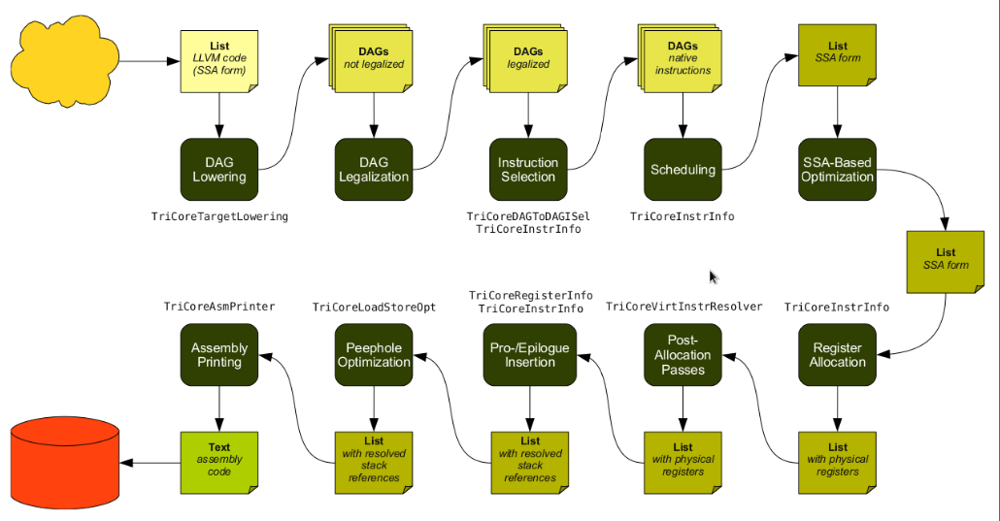 List
LLVM code
(SSA form)
DAGs
not legalized
DAGs
legalized
DAGs
native
instructions
List
SSA form
DAG
Lowering
DAG
Legalization
Instruction
Selection
Scheduling
SSA-Based
Optimization
TriCoreTargetLowering
TriCoreDAGToDAGISel
TriCoreInstrInfo
TriCoreInstrInfo
List
SSA form
TriCoreAsmPrinter
TriCoreLoadStoreOpt
TriCoreRegisterInfo
TriCoreInstrInfo
TriCoreVirtInstrResolver
TriCoreInstrInfo
Assembly
Printing
Peephole
Optimization
Pro-/Epilogue
Insertion
Post-
Allocation
Passes
Register
Allocation
Text
assembly
code
List
with resolved
stack
references
List
with resolved
stack
references
List
with physical
registers
List
with physical
registers